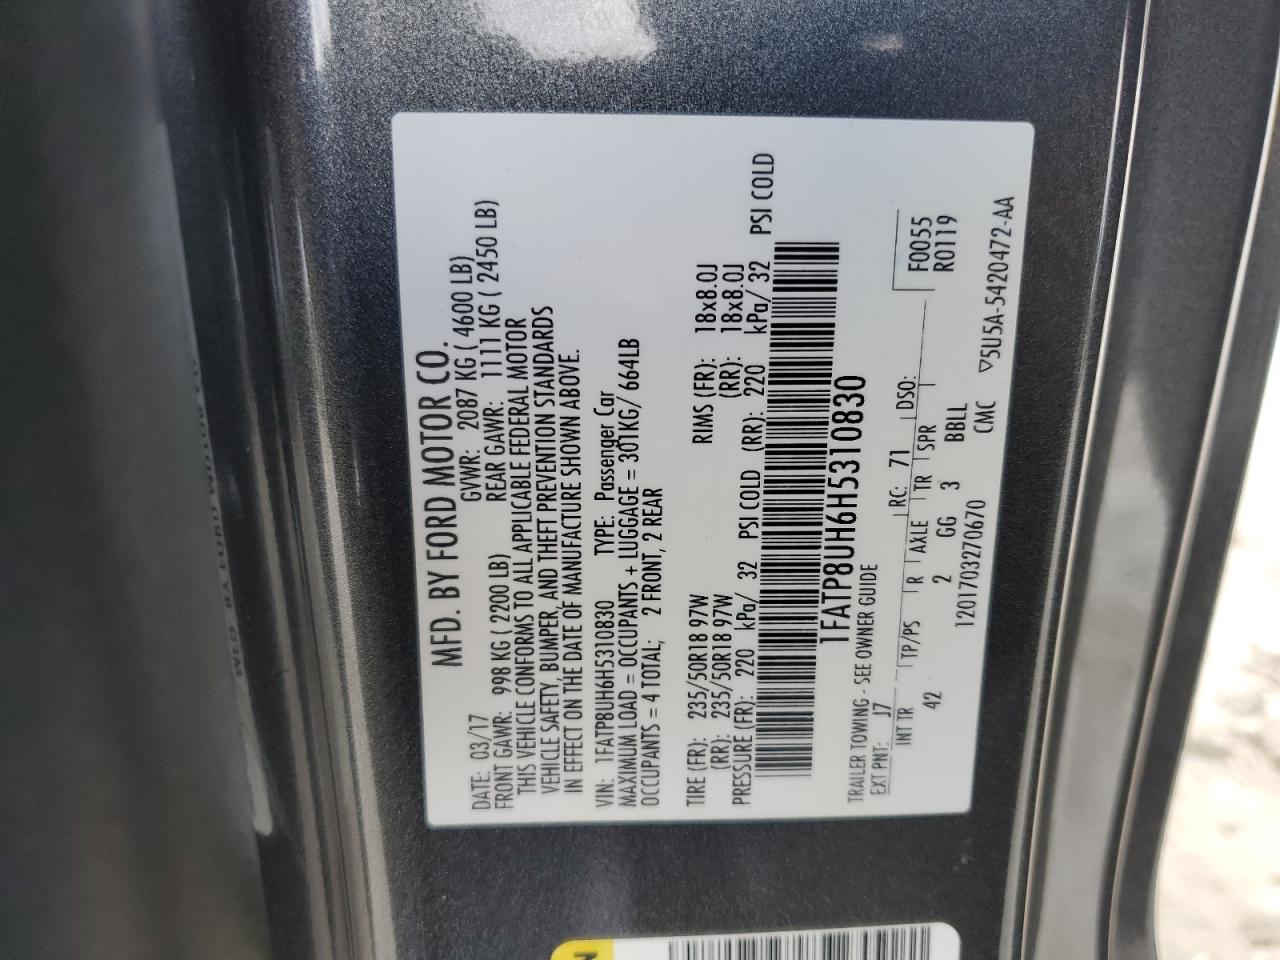 MFD. BY FORD MOTOR CO.
DATE: 03/17 GVWR: 2087 KG ( 4600 LB)
FRONT GAWR: 998 KG ( 2200 LB) REAR GAWR: 1111 KG ( 2450 LB)
THIS VEHICLE CONFORMS TO ALL APPLICABLE FEDERAL MOTOR
VEHICLE SAFETY, BUMPER, AND THEFT PREVENTION STANDARDS
IN EFFECT ON THE DATE OF MANUFACTURE SHOWN ABOVE.
VIN: 1FATP8UH6H5310830 TYPE: Passenger Car
MAXIMUM LOAD = OCCUPANTS + LUGGAGE = 301KG/ 664LB
OCCUPANTS = 4 TOTAL; 2 FRONT, 2 REAR
TIRE (FR): 235/50R18 97W RIMS (FR): 18x8.0J
(RR): 235/50R18 97W (RR): 18x8.0J
PRESSURE (FR): 220 kPa/ 32 PSI COLD (RR): 220 kPa/ 32 PSI COLD
1FATP8UH6H5310830
TRAILER TOWING - SEE OWNER GUIDE
EXT PNT: J7 RC: 71 DSO:
INT TR TP/PS R AXLE TR SPR
42 2 GG 3 BBLL
F0055
R0119
1201703270670 CMC
▽5U5A-5420472-AA